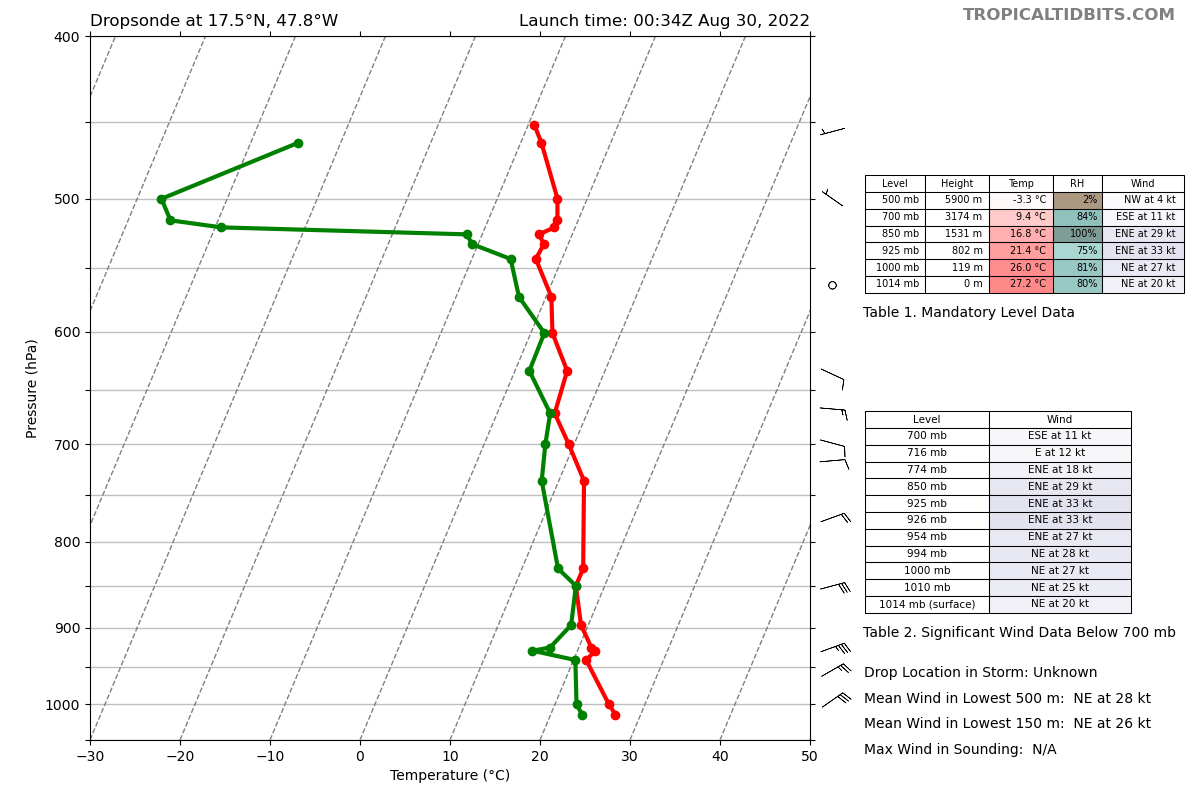 Dropsonde at 17.5°N, 47.8°W
Launch time: 00:34Z Aug 30, 2022
TROPICALTIDBITS.COM
400
500
600
700
800
900
1000
Pressure (hPa)
−30 −20 −10 0 10 20 30 40 50
Temperature (°C)
Level Height Temp RH Wind
500 mb 5900 m -3.3 °C 2% NW at 4 kt
700 mb 3174 m 9.4 °C 84% ESE at 11 kt
850 mb 1531 m 16.8 °C 100% ENE at 29 kt
925 mb 802 m 21.4 °C 75% ENE at 33 kt
1000 mb 119 m 26.0 °C 81% NE at 27 kt
1014 mb 0 m 27.2 °C 80% NE at 20 kt
Table 1. Mandatory Level Data
Level Wind
700 mb ESE at 11 kt
716 mb E at 12 kt
774 mb ENE at 18 kt
850 mb ENE at 29 kt
925 mb ENE at 33 kt
926 mb ENE at 33 kt
954 mb ENE at 27 kt
994 mb NE at 28 kt
1000 mb NE at 27 kt
1010 mb NE at 25 kt
1014 mb (surface) NE at 20 kt
Table 2. Significant Wind Data Below 700 mb
Drop Location in Storm: Unknown
Mean Wind in Lowest 500 m: NE at 28 kt
Mean Wind in Lowest 150 m: NE at 26 kt
Max Wind in Sounding: N/A